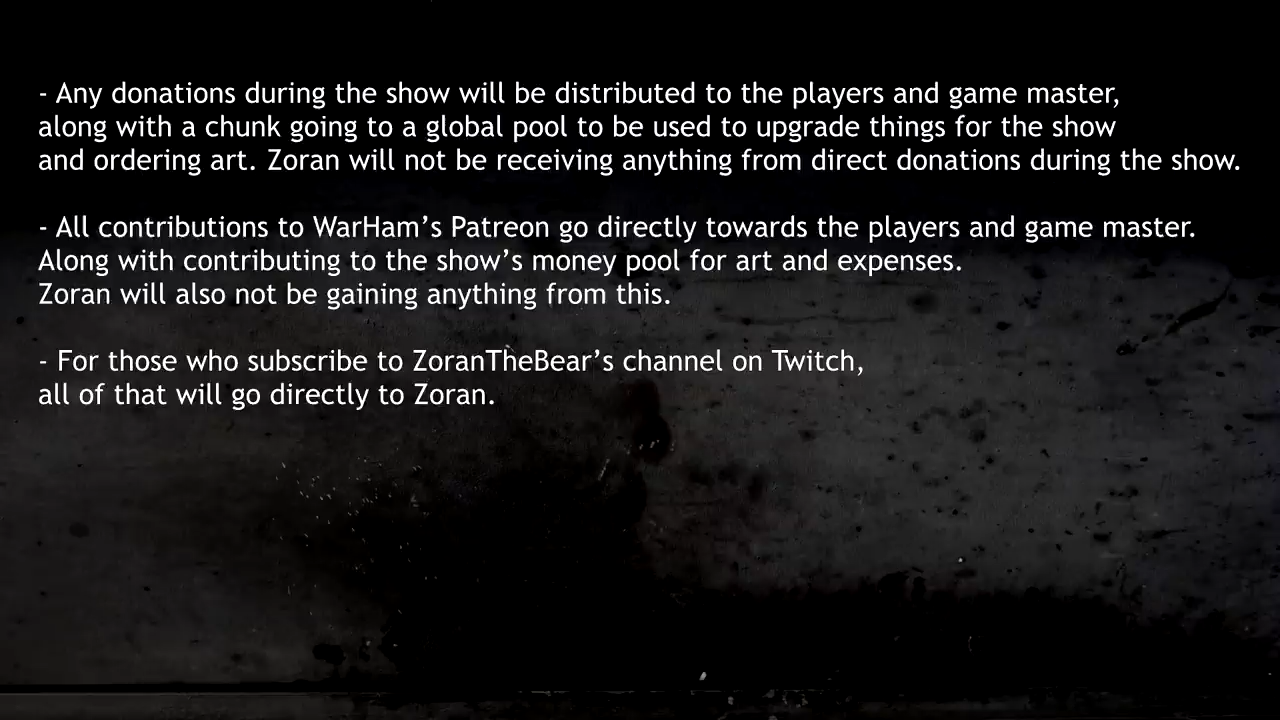 - Any donations during the show will be distributed to the players and game master,
along with a chunk going to a global pool to be used to upgrade things for the show
and ordering art. Zoran will not be receiving anything from direct donations during the show.
- All contributions to WarHam’s Patreon go directly towards the players and game master.
Along with contributing to the show’s money pool for art and expenses.
Zoran will also not be gaining anything from this.
- For those who subscribe to ZoranTheBear’s channel on Twitch,
all of that will go directly to Zoran.